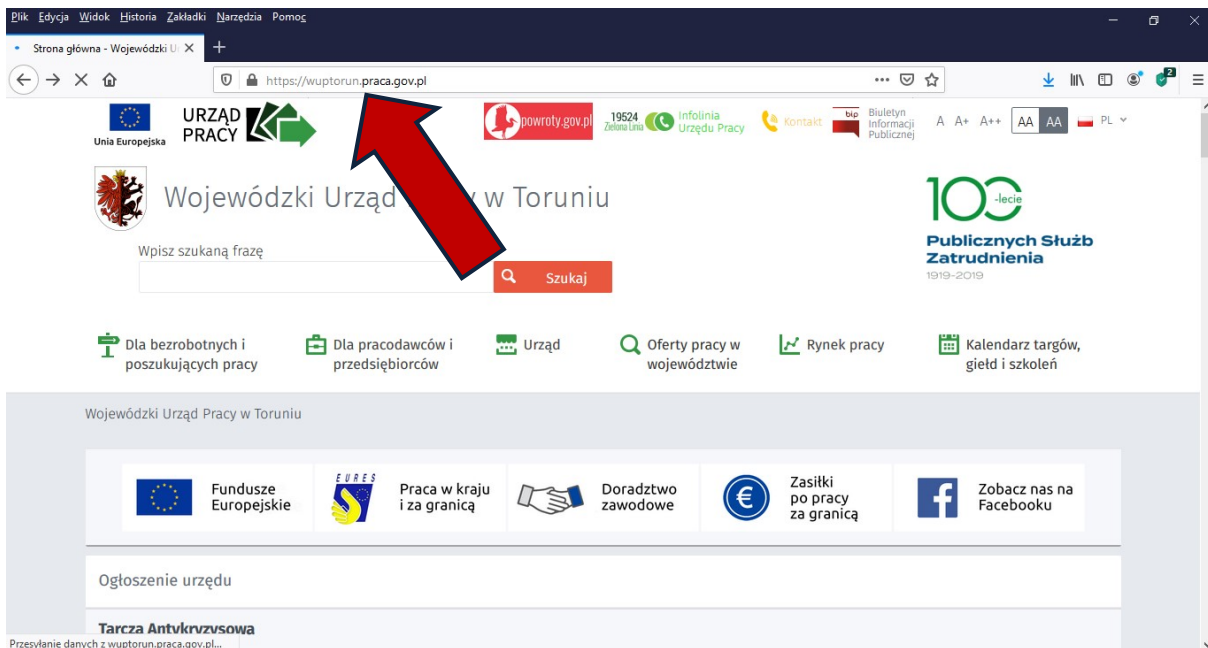 Plik Edycja Widok Historia Zakładki Narzędzia Pomoc
Strona główna - Wojewódzki U
https://wuptorun.praca.gov.pl
2
Unia Europejska
URZĄD
PRACY
powroty.gov.pl
19524
Zielona Linia
Infolinia
Urzędu Pracy
Kontakt
bip
Biuletyn
Informacji
Publicznej
A A+ A++ AA AA PL
Wojewódzki Urząd w Toruniu
100-lecie
Publicznych Służb
Zatrudnienia
1919-2019
Wpisz szukaną frazę
Szukaj
Dla bezrobotnych i
poszukujących pracy
Dla pracodawców i
przedsiębiorców
Urząd
Oferty pracy w
województwie
Rynek pracy
Kalendarz targów,
giełd i szkoleń
Wojewódzki Urząd Pracy w Toruniu
Fundusze
Europejskie
EURES
Praca w kraju
i za granicą
Doradztwo
zawodowe
Zasiłki
po pracy
za granicą
Zobacz nas na
Facebooku
Ogłoszenie urzędu
Tarcza Antykryzysowa
Przesyłanie danych z wuptorun.praca.gov.pl...